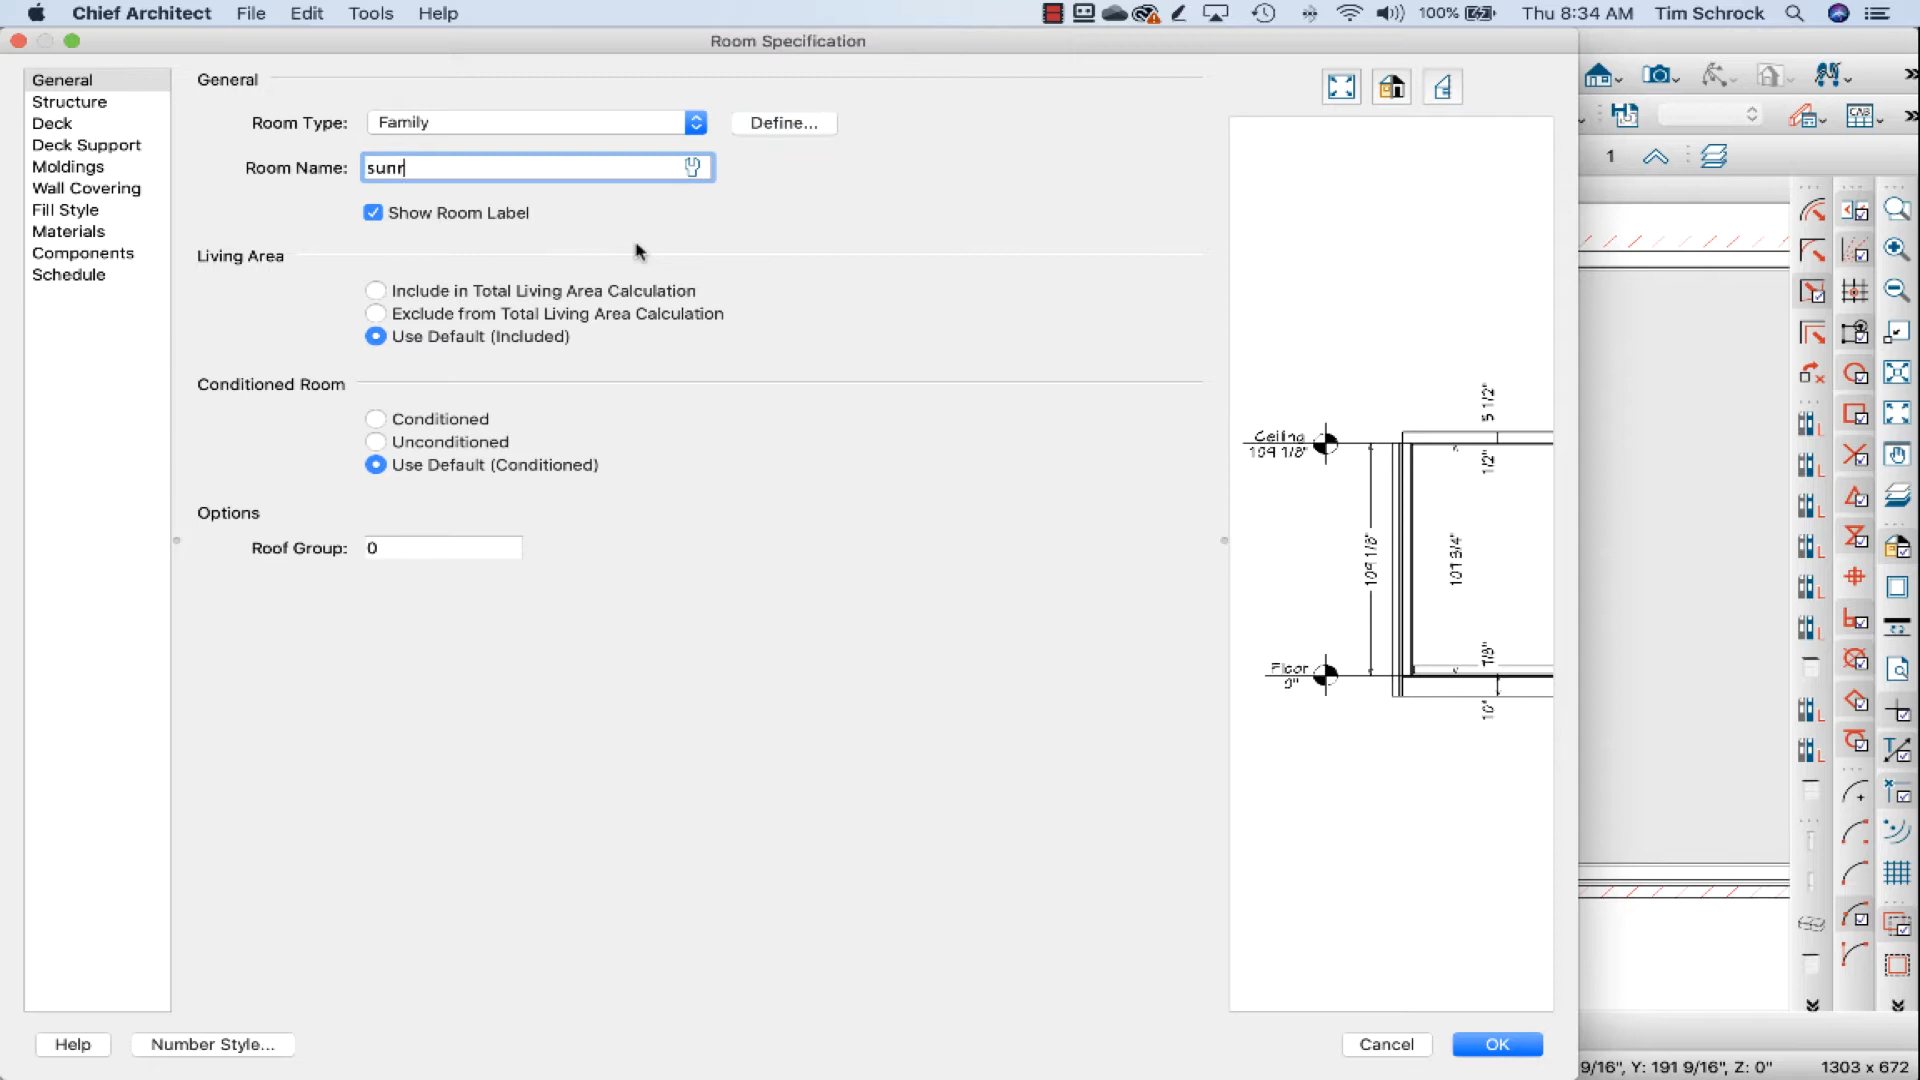 Chief Architect File Edit Tools Help 100% Thu 8:34 AM Tim Schrock
Room Specification
General
Structure
Deck
Deck Support
Moldings
Wall Covering
Fill Style
Materials
Components
Schedule
General
Room Type: Family Define...
Room Name: sunr
Show Room Label
Living Area
Include in Total Living Area Calculation
Exclude from Total Living Area Calculation
Use Default (Included)
Conditioned Room
Conditioned
Unconditioned
Use Default (Conditioned)
Options
Roof Group: 0
5 1/2"
Ceiling
109 1/8"
1/2"
109 1/8"
107 3/4"
7/8"
Floor
0"
10"
CAB
1
Help Number Style... Cancel OK
9/16", Y: 191 9/16", Z: 0" 1303 x 672